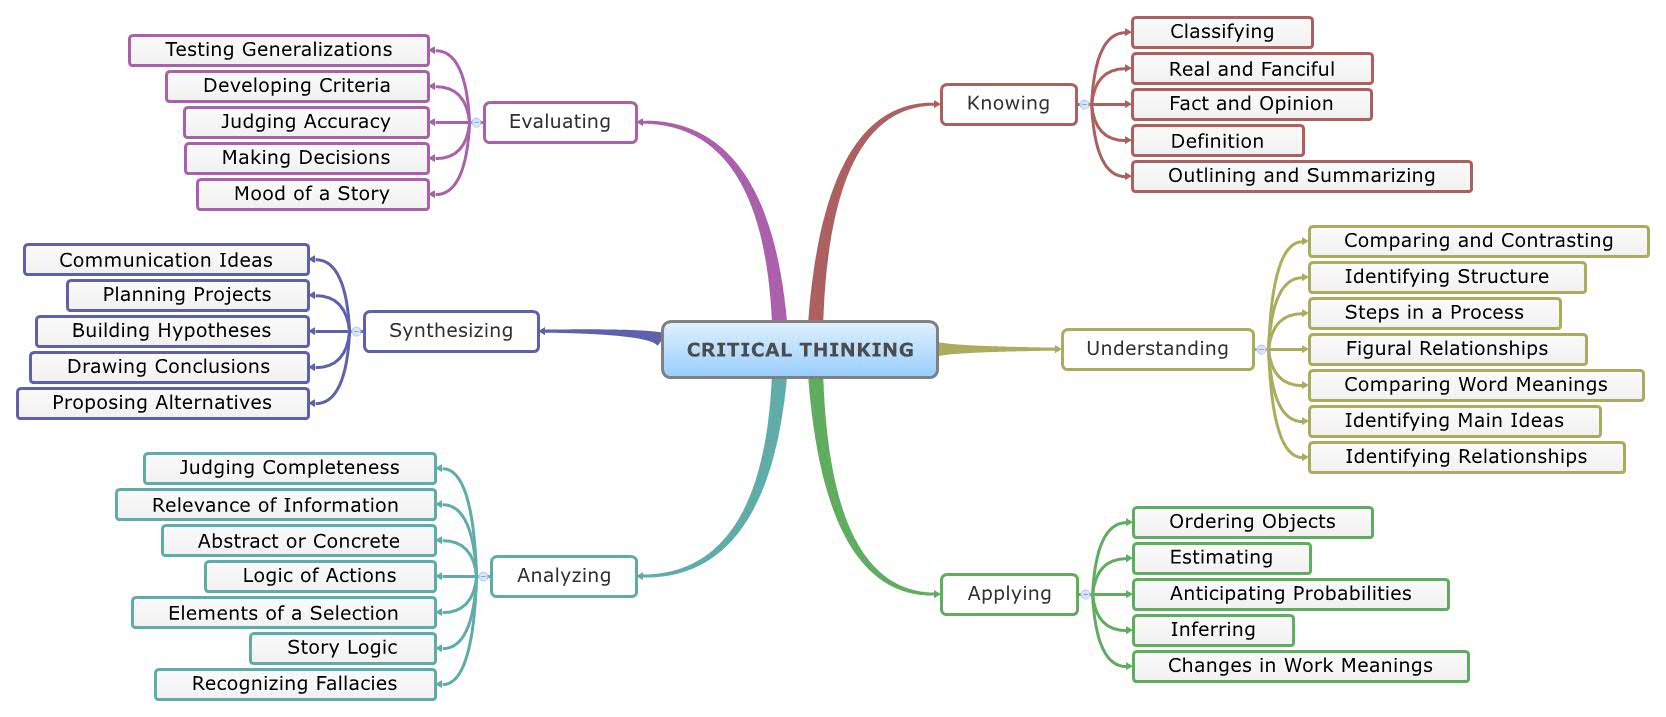 CRITICAL THINKING
Knowing
Classifying
Real and Fanciful
Fact and Opinion
Definition
Outlining and Summarizing
Understanding
Comparing and Contrasting
Identifying Structure
Steps in a Process
Figural Relationships
Comparing Word Meanings
Identifying Main Ideas
Identifying Relationships
Applying
Ordering Objects
Estimating
Anticipating Probabilities
Inferring
Changes in Work Meanings
Analyzing
Judging Completeness
Relevance of Information
Abstract or Concrete
Logic of Actions
Elements of a Selection
Story Logic
Recognizing Fallacies
Synthesizing
Communication Ideas
Planning Projects
Building Hypotheses
Drawing Conclusions
Proposing Alternatives
Evaluating
Testing Generalizations
Developing Criteria
Judging Accuracy
Making Decisions
Mood of a Story